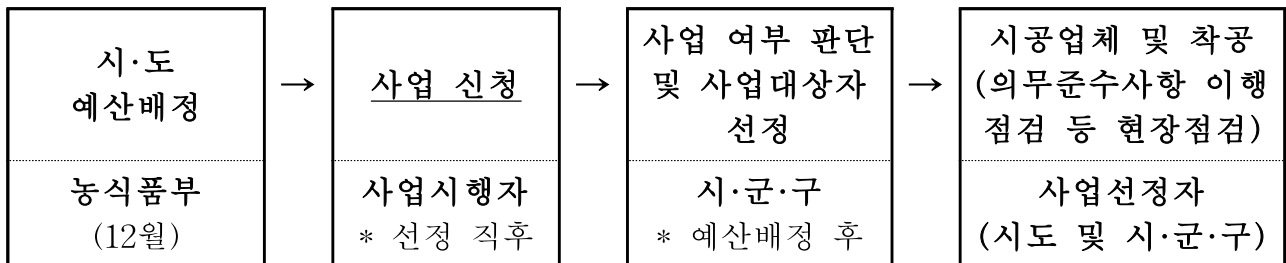 시·도
예산배정
농식품부
(12월)
→
사업 신청
사업시행자
* 선정 직후
→
사업 여부 판단
및 사업대상자
선정
시·군·구
* 예산배정 후
→
시공업체 및 착공
(의무준수사항 이행
점검 등 현장점검)
사업선정자
(시도 및 시·군·구)